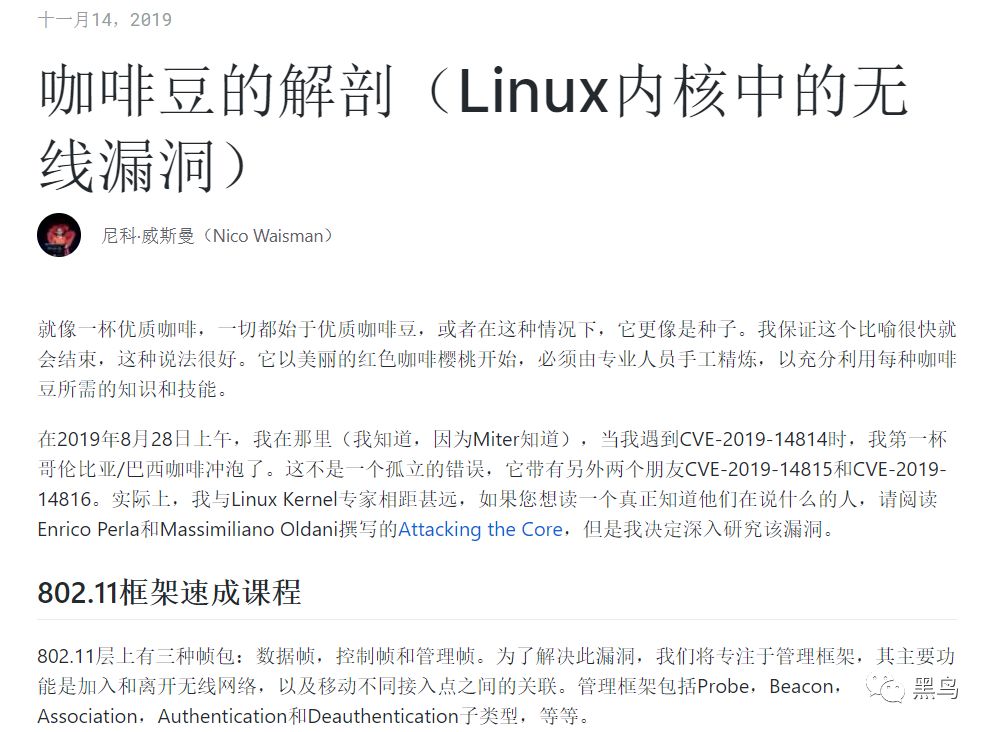 十一月14，2019
咖啡豆的解剖（Linux内核中的无
线漏洞）
尼科·威斯曼（Nico Waisman）
就像一杯优质咖啡，一切都始于优质咖啡豆，或者在这种情况下，它更像是种子。我保证这个比喻很快就
会结束，这种说法很好。它以美丽的红色咖啡樱桃开始，必须由专业人员手工精炼，以充分利用每种咖啡
豆所需的知识和技能。
在2019年8月28日上午，我在那里（我知道，因为Miter知道），当我遇到CVE-2019-14814时，我第一杯
哥伦比亚/巴西咖啡冲泡了。这不是一个孤立的错误，它带有另外两个朋友CVE-2019-14815和CVE-2019-
14816。实际上，我与Linux Kernel专家相距甚远，如果您想读一个真正知道他们在说什么的人，请阅读
Enrico Perla和Massimiliano Oldani撰写的Attacking the Core，但是我决定深入研究该漏洞。
802.11框架速成课程
802.11层上有三种帧包：数据帧，控制帧和管理帧。为了解决此漏洞，我们将专注于管理框架，其主要功
能是加入和离开无线网络，以及移动不同接入点之间的关联。管理框架包括Probe，Beacon，
Association，Authentication和Deauthentication子类型，等等。
黑鸟